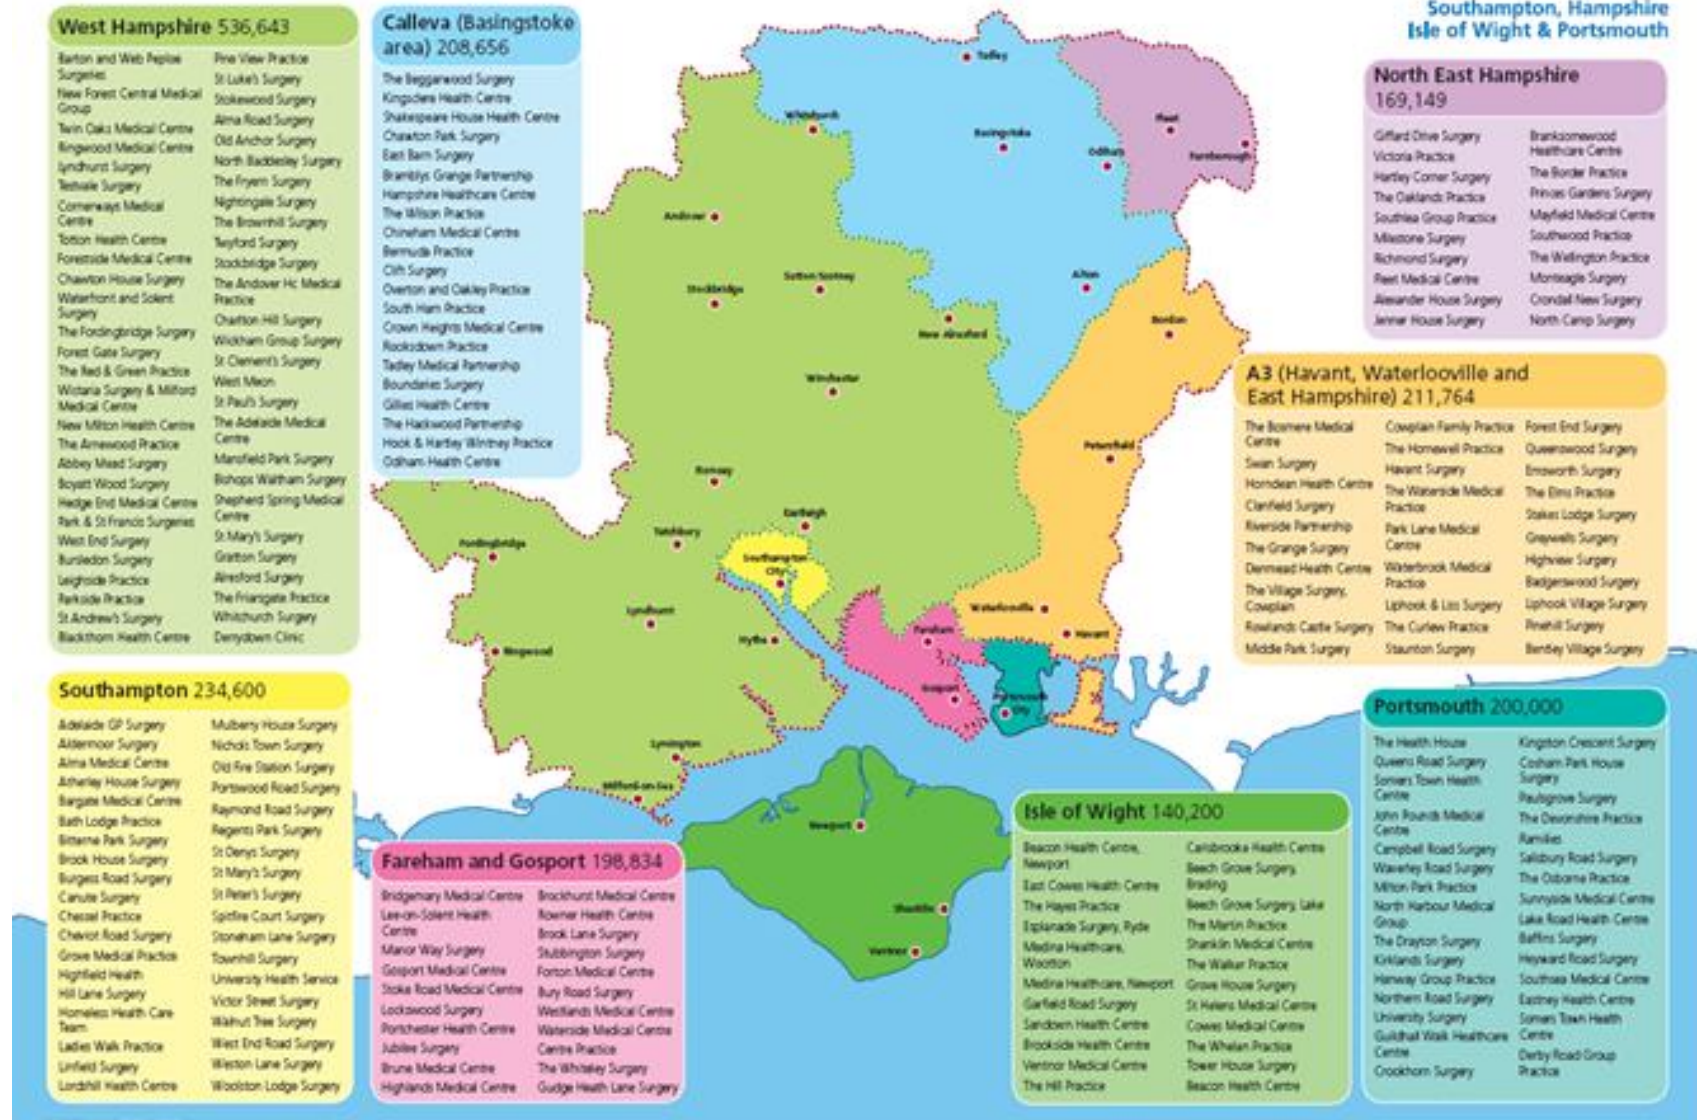 Southampton, Hampshire
Isle of Wight & Portsmouth
West Hampshire 536,643
Barton and Web Peploe
Surgeries
New Forest Central Medical
Group
Twin Oaks Medical Centre
Ringwood Medical Centre
Lyndhurst Surgery
Testvale Surgery
Cornerways Medical
Centre
Totton Health Centre
Forestside Medical Centre
Chawton House Surgery
Waterfront and Solent
Surgery
The Fordingbridge Surgery
Forest Gate Surgery
The Red & Green Practice
Wistaria Surgery & Milford
Medical Centre
New Milton Health Centre
The Arnewood Practice
Abbey Mead Surgery
Boyatt Wood Surgery
Hedge End Medical Centre
Park & St Francis Surgeries
West End Surgery
Bursledon Surgery
Leighside Practice
Parkside Practice
St Andrew's Surgery
Blackthorn Health Centre
Pine View Practice
St Luke's Surgery
Stokewood Surgery
Alma Road Surgery
Old Anchor Surgery
North Baddesley Surgery
The Fryern Surgery
Nightingale Surgery
The Brownhill Surgery
Twyford Surgery
Stockbridge Surgery
The Andover Hc Medical
Practice
Charlton Hill Surgery
Wickham Group Surgery
St Clement's Surgery
West Meon
St Paul's Surgery
The Adelaide Medical
Centre
Mansfield Park Surgery
Bishops Waltham Surgery
Shepherd Spring Medical
Centre
St Mary's Surgery
Gratton Surgery
Alresford Surgery
The Friarsgate Practice
Whitchurch Surgery
Derrydown Clinic
Calleva (Basingstoke
area) 208,656
The Beggarwood Surgery
Kingsclere Health Centre
Shakespeare House Health Centre
Chawton Park Surgery
East Barn Surgery
Bramblys Grange Partnership
Hampshire Healthcare Centre
The Wilson Practice
Chineham Medical Centre
Bermuda Practice
Clift Surgery
Overton and Oakley Practice
South Ham Practice
Crown Heights Medical Centre
Rooksdown Practice
Tadley Medical Partnership
Boundaries Surgery
Gillies Health Centre
The Hackwood Partnership
Hook & Hartley Wintney Practice
Odiham Health Centre
North East Hampshire
169,149
Giffard Drive Surgery
Victoria Practice
Hartley Corner Surgery
The Oaklands Practice
Southlea Group Practice
Milestone Surgery
Richmond Surgery
Fleet Medical Centre
Alexander House Surgery
Jenner House Surgery
Branksomewood
Healthcare Centre
The Border Practice
Princes Gardens Surgery
Mayfield Medical Centre
Southwood Practice
The Wellington Practice
Monteagle Surgery
Crondall New Surgery
North Camp Surgery
A3 (Havant, Waterlooville and
East Hampshire) 211,764
The Bosmere Medical
Centre
Swan Surgery
Horndean Health Centre
Clanfield Surgery
Riverside Partnership
The Grange Surgery
Denmead Health Centre
The Village Surgery,
Cowplain
Rowlands Castle Surgery
Middle Park Surgery
Cowplain Family Practice
The Homewell Practice
Havant Surgery
The Waterside Medical
Practice
Park Lane Medical
Centre
Waterbrook Medical
Practice
Liphook & Liss Surgery
The Curlew Practice
Staunton Surgery
Forest End Surgery
Queenswood Surgery
Emsworth Surgery
The Elms Practice
Stakes Lodge Surgery
Greywells Surgery
Highview Surgery
Badgerswood Surgery
Liphook Village Surgery
Pinehill Surgery
Bentley Village Surgery
Tadley
Whitchurch
Basingstoke
Odiham
Fleet
Farnborough
Andover
Stockbridge
Sutton Scotney
Alton
New Alresford
Bordon
Winchester
Petersfield
Romsey
Eastleigh
Tatchbury
Fordingbridge
Southampton
City
Lyndhurst
Hythe
Ringwood
Waterlooville
Fareham
Havant
Gosport
Portsmouth
City
Lymington
Milford-on-Sea
Newport
Shanklin
Ventnor
Southampton 234,600
Adelaide GP Surgery
Aldermoor Surgery
Alma Medical Centre
Atherley House Surgery
Bargate Medical Centre
Bath Lodge Practice
Bitterne Park Surgery
Brook House Surgery
Burgess Road Surgery
Canute Surgery
Chessel Practice
Cheviot Road Surgery
Grove Medical Practice
Highfield Health
Hill Lane Surgery
Homeless Health Care
Team
Ladies Walk Practice
Linfield Surgery
Lordshill Health Centre
Mulberry House Surgery
Nichols Town Surgery
Old Fire Station Surgery
Portswood Road Surgery
Raymond Road Surgery
Regents Park Surgery
St Denys Surgery
St Mary's Surgery
St Peter's Surgery
Spitfire Court Surgery
Stoneham Lane Surgery
Townhill Surgery
University Health Service
Victor Street Surgery
Walnut Tree Surgery
West End Road Surgery
Weston Lane Surgery
Woolston Lodge Surgery
Fareham and Gosport 198,834
Bridgemary Medical Centre
Lee-on-Solent Health
Centre
Manor Way Surgery
Gosport Medical Centre
Stoke Road Medical Centre
Lockswood Surgery
Portchester Health Centre
Jubilee Surgery
Brune Medical Centre
Highlands Medical Centre
Brockhurst Medical Centre
Rowner Health Centre
Brook Lane Surgery
Stubbington Surgery
Forton Medical Centre
Bury Road Surgery
Westlands Medical Centre
Waterside Medical Centre
Centre Practice
The Whiteley Surgery
Gudge Heath Lane Surgery
Isle of Wight 140,200
Beacon Health Centre,
Newport
East Cowes Health Centre
The Hayes Practice
Esplanade Surgery, Ryde
Medina Healthcare,
Wootton
Medina Healthcare, Newport
Garfield Road Surgery
Sandown Health Centre
Brookside Health Centre
Ventnor Medical Centre
The Hill Practice
Carisbrooke Health Centre
Beech Grove Surgery,
Brading
Beech Grove Surgery, Lake
The Martin Practice
Shanklin Medical Centre
The Walker Practice
Grove House Surgery
St Helens Medical Centre
Cowes Medical Centre
The Whelan Practice
Tower House Surgery
Beacon Health Centre
Portsmouth 200,000
The Health House
Queens Road Surgery
Somers Town Health
Centre
John Pounds Medical
Centre
Campbell Road Surgery
Waverley Road Surgery
Milton Park Practice
North Harbour Medical
Group
The Drayton Surgery
Kirklands Surgery
Hanway Group Practice
Northern Road Surgery
University Surgery
Guildhall Walk Healthcare
Centre
Crookhorn Surgery
Kingston Crescent Surgery
Cosham Park House
Surgery
Paulsgrove Surgery
The Devonshire Practice
Ramilies
Salisbury Road Surgery
The Osborne Practice
Sunnyside Medical Centre
Lake Road Health Centre
Baffins Surgery
Heyward Road Surgery
Southsea Medical Centre
Eastney Health Centre
Somers Town Health
Centre
Derby Road Group
Practice